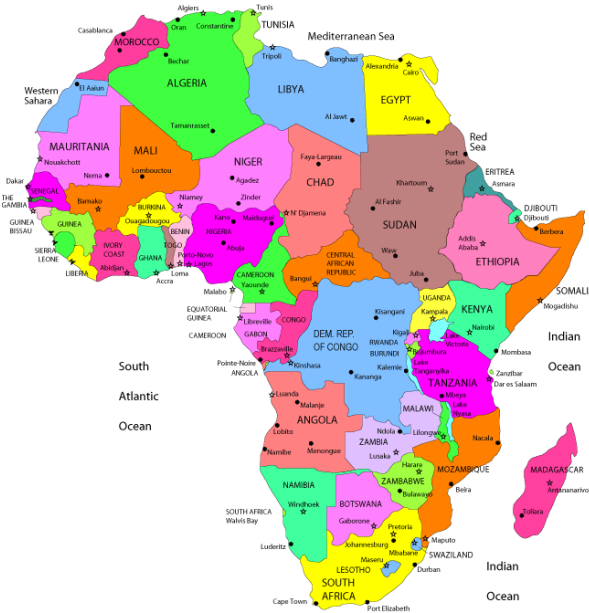 Algiers
Tunis
Oran
Constantine
TUNISIA
Casablanca
MOROCCO
Mediterranean Sea
Tripoli
Banghazi
Bechar
Alexandria
Cairo
ALGERIA
LIBYA
EGYPT
Western
Sahara
El Aaiun
Al Jawt
Aswan
Tamanrasset
MAURITANIA
MALI
NIGER
CHAD
Red
Sea
Port
Sudan
Nouakchott
Nema
Lombouctou
Faya-Largeau
Agadez
Khartoum
ERITREA
Asmara
Dakar
SENEGAL
THE
GAMBIA
Bamako
BURKINA
Ouagadougou
Niamey
Zinder
Kano
Maiduguri
N Djamena
Al Fashir
SUDAN
DJIBOUTI
Djibouti
Berbera
GUINEA
BISSAU
GUINEA
BENIN
NIGERIA
Abuja
Addis
Ababa
ETHIOPIA
SIERRA
LEONE
IVORY
COAST
GHANA
TOGO
Porto-Novo
Lagos
Waw
CENTRAL
AFRICAN
REPUBLIC
LIBERIA
Abidjan
Loma
Accra
CAMEROON
Yaounde
Bangui
Juba
SOMALI
Malabo
Mogadishu
EQUATORIAL
GUINEA
CAMEROON
Libreville
GABON
CONGO
Kisangani
UGANDA
Kampala
KENYA
Nairobi
Indian
Ocean
DEM. REP.
OF CONGO
Kigali
RWANDA
BURUNDI
Bujumbura
Lake
Victoria
Mombasa
Brazzaville
Pointe-Noire
ANGOLA
Kinshasa
Kananga
Kalemie
Lake
Tanganyika
TANZANIA
Zanzibar
Dar es Salaam
South
Atlantic
Ocean
Mbeya
Lake
Nyasa
Luanda
Malanje
MALAWI
ANGOLA
Lobito
Ndola
Lilongwe
Nacala
Namibe
Menongue
ZAMBIA
Lusaka
MOZAMBIQUE
MADAGASCAR
Antananarivo
Harare
ZAMBABWE
Bulawayo
Beira
NAMIBIA
Windhoek
BOTSWANA
Gaborone
Toliara
SOUTH AFRICA
Walvis Bay
Pretoria
Johannesburg
Mbabane
Maputo
SWAZILAND
Luderitz
Maseru
LESOTHO
Durban
Indian
Ocean
SOUTH
AFRICA
Cape Town
Port Elizabeth